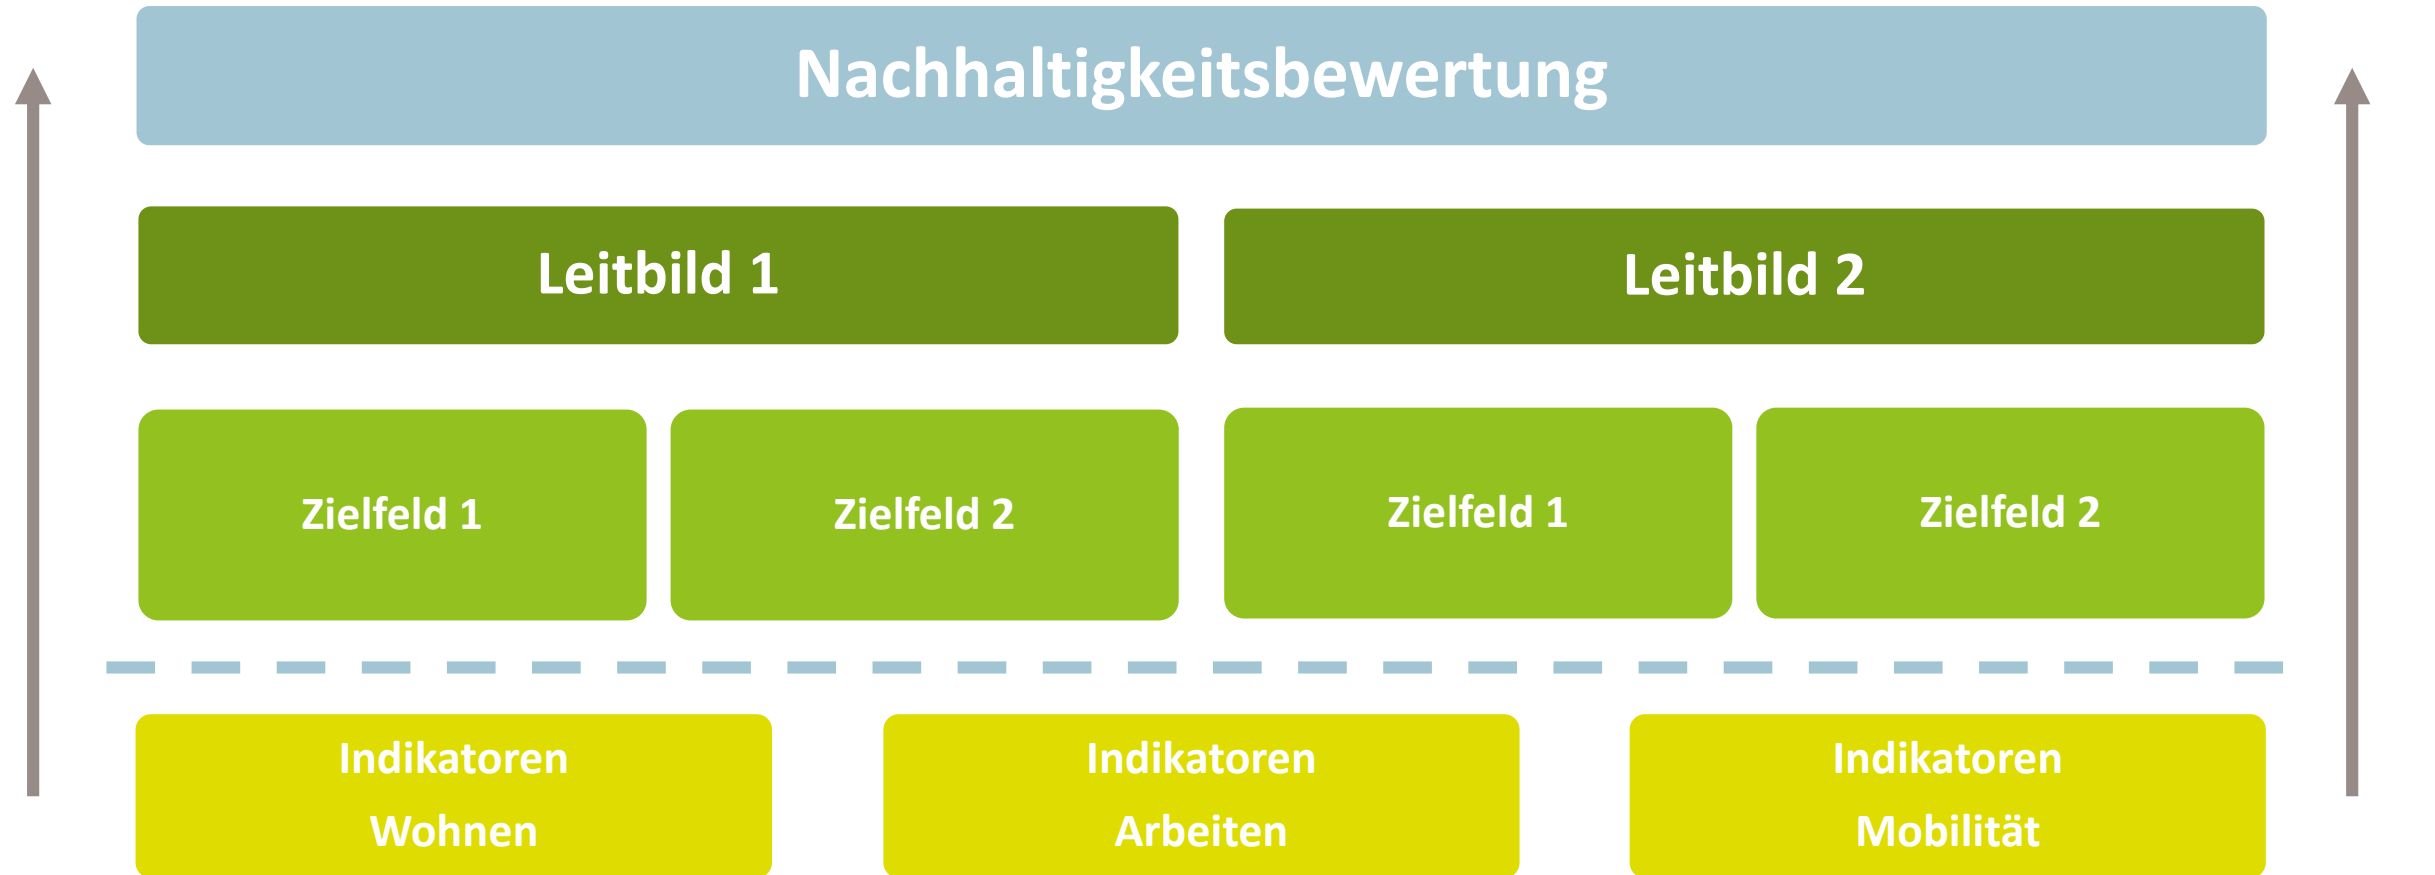 Nachhaltigkeitsbewertung
Leitbild 1
Leitbild 2
Zielfeld 1
Zielfeld 2
Zielfeld 1
Zielfeld 2
Indikatoren
Wohnen
Indikatoren
Arbeiten
Indikatoren
Mobilität